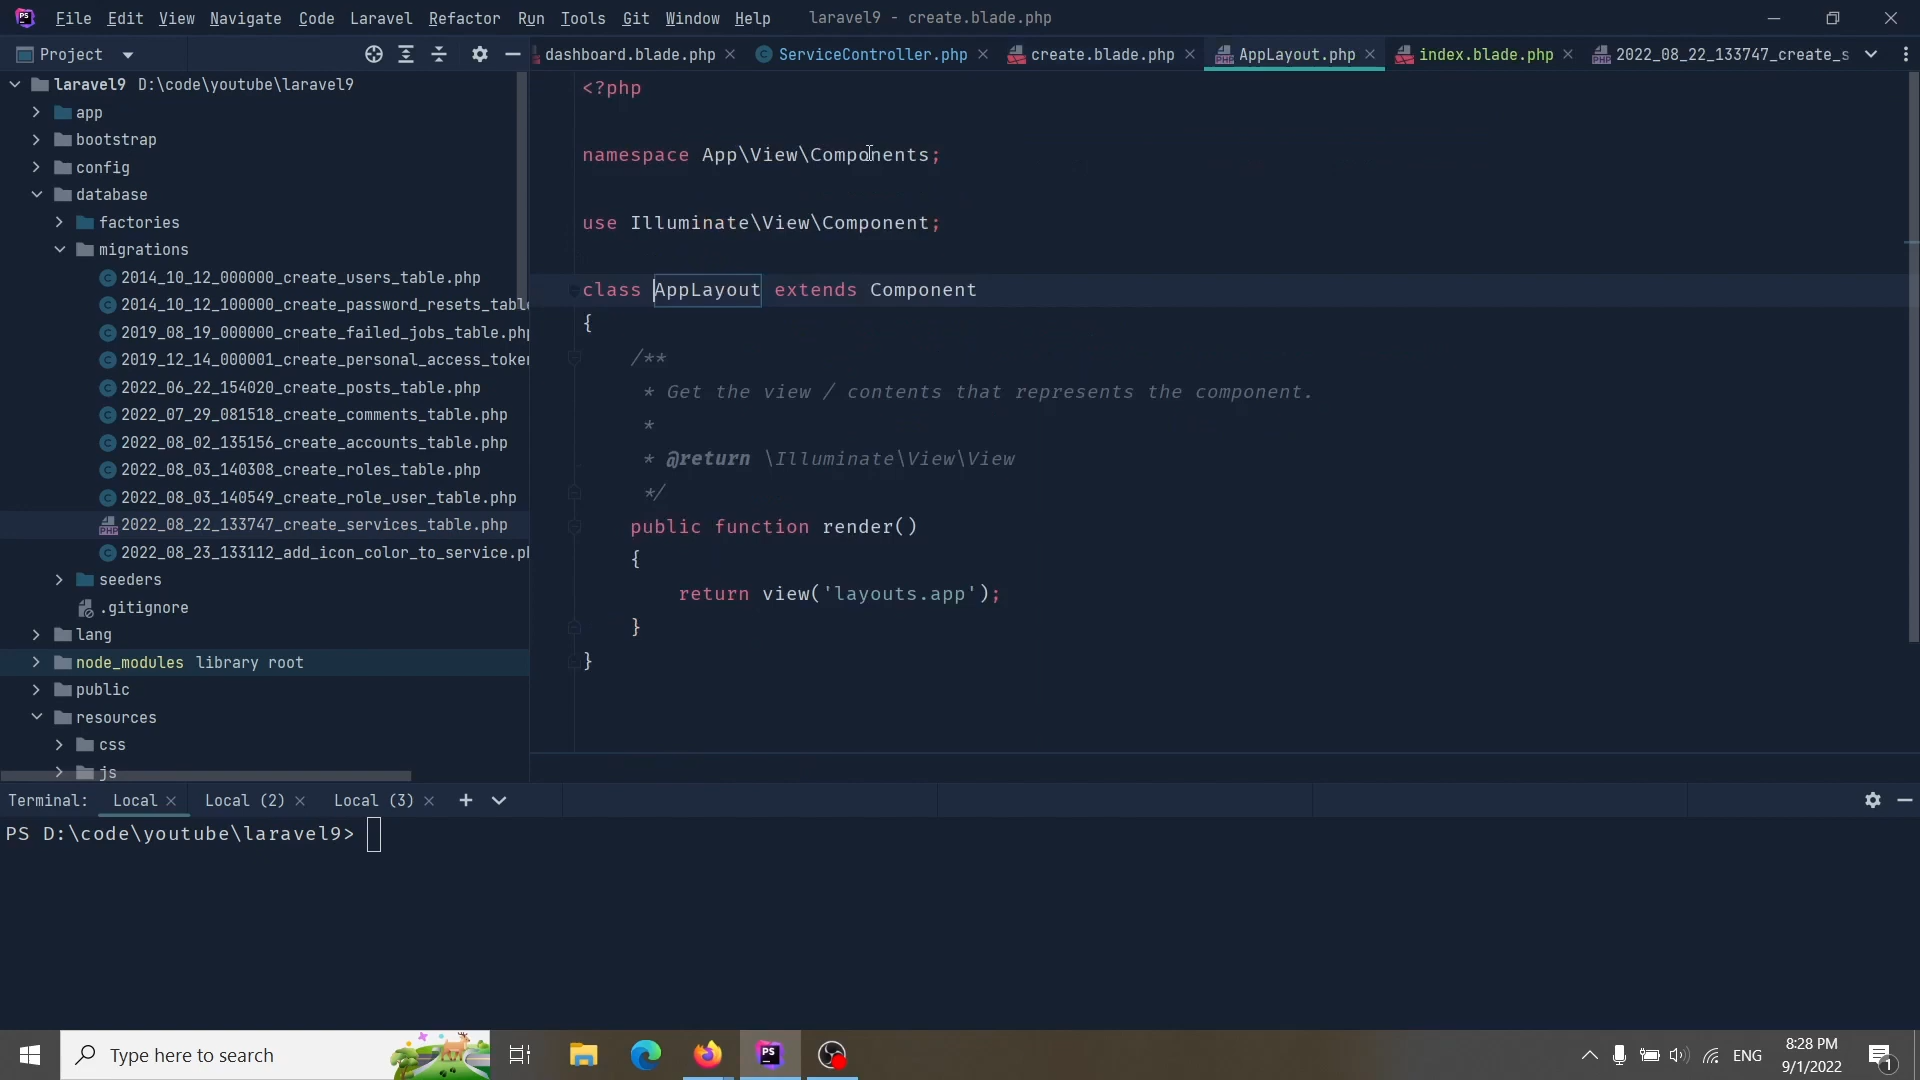 PS File Edit View Navigate Code Laravel Refactor Run Tools Git Window Help laravel9 - create.blade.php
Project
dashboard.blade.php ServiceController.php create.blade.php AppLayout.php index.blade.php 2022_08_22_133747_create_s
laravel9 D:\code\youtube\laravel9
app
bootstrap
config
database
factories
migrations
2014_10_12_000000_create_users_table.php
2014_10_12_100000_create_password_resets_table
2019_08_19_000000_create_failed_jobs_table.php
2019_12_14_000001_create_personal_access_token
2022_06_22_154020_create_posts_table.php
2022_07_29_081518_create_comments_table.php
2022_08_02_135156_create_accounts_table.php
2022_08_03_140308_create_roles_table.php
2022_08_03_140549_create_role_user_table.php
2022_08_22_133747_create_services_table.php
2022_08_23_133112_add_icon_color_to_service.ph
seeders
.gitignore
lang
node_modules library root
public
resources
css
js
<?php
namespace App\View\Components;
use Illuminate\View\Component;
class AppLayout extends Component
{
/**
* Get the view / contents that represents the component.
*
* @return \Illuminate\View\View
*/
public function render()
{
return view('layouts.app');
}
}
Terminal: Local Local (2) Local (3)
PS D:\code\youtube\laravel9>
Type here to search
PS
ENG
8:28 PM
9/1/2022
1